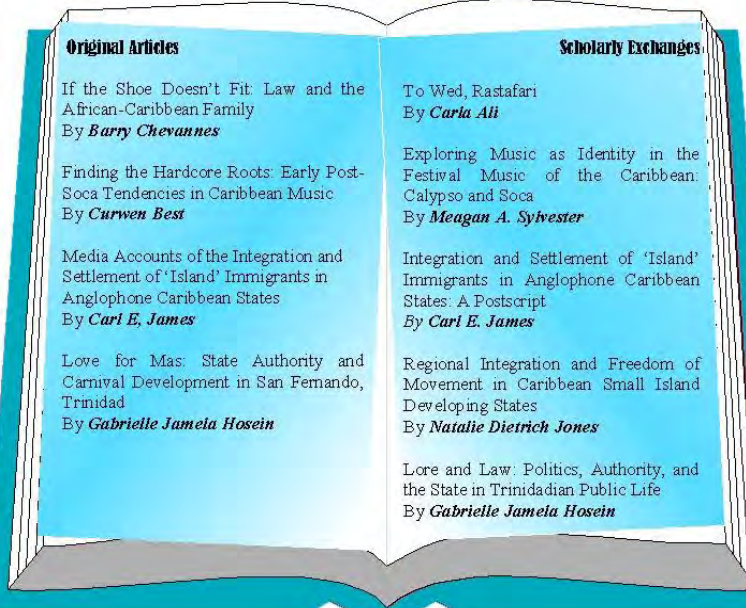 Original Articles
If the Shoe Doesn't Fit: Law and the
African-Caribbean Family
By Barry Chevannes
Finding the Hardcore Roots: Early Post-
Soca Tendencies in Caribbean Music
By Curwen Best
Media Accounts of the Integration and
Settlement of 'Island' Immigrants in
Anglophone Caribbean States
By Carl E, James
Love for Mas: State Authority and
Carnival Development in San Fernando,
Trinidad
By Gabrielle Jamela Hosein
Scholarly Exchanges
To Wed, Rastafari
By Carla Ali
Exploring Music as Identity in the
Festival Music of the Caribbean:
Calypso and Soca
By Meagan A. Sylvester
Integration and Settlement of 'Island'
Immigrants in Anglophone Caribbean
States: A Postscript
By Carl E. James
Regional Integration and Freedom of
Movement in Caribbean Small Island
Developing States
By Natalie Dietrich Jones
Lore and Law: Politics, Authority, and
the State in Trinidadian Public Life
By Gabrielle Jamela Hosein